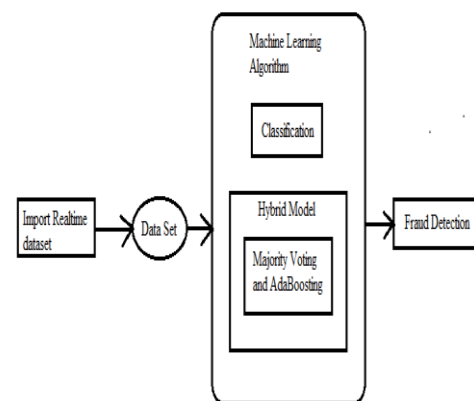 Machine Learning
Algorithm
Classification
Import Realtime
dataset
Data Set
Hybrid Model
Majority Voting
and AdaBoosting
Fraud Detection